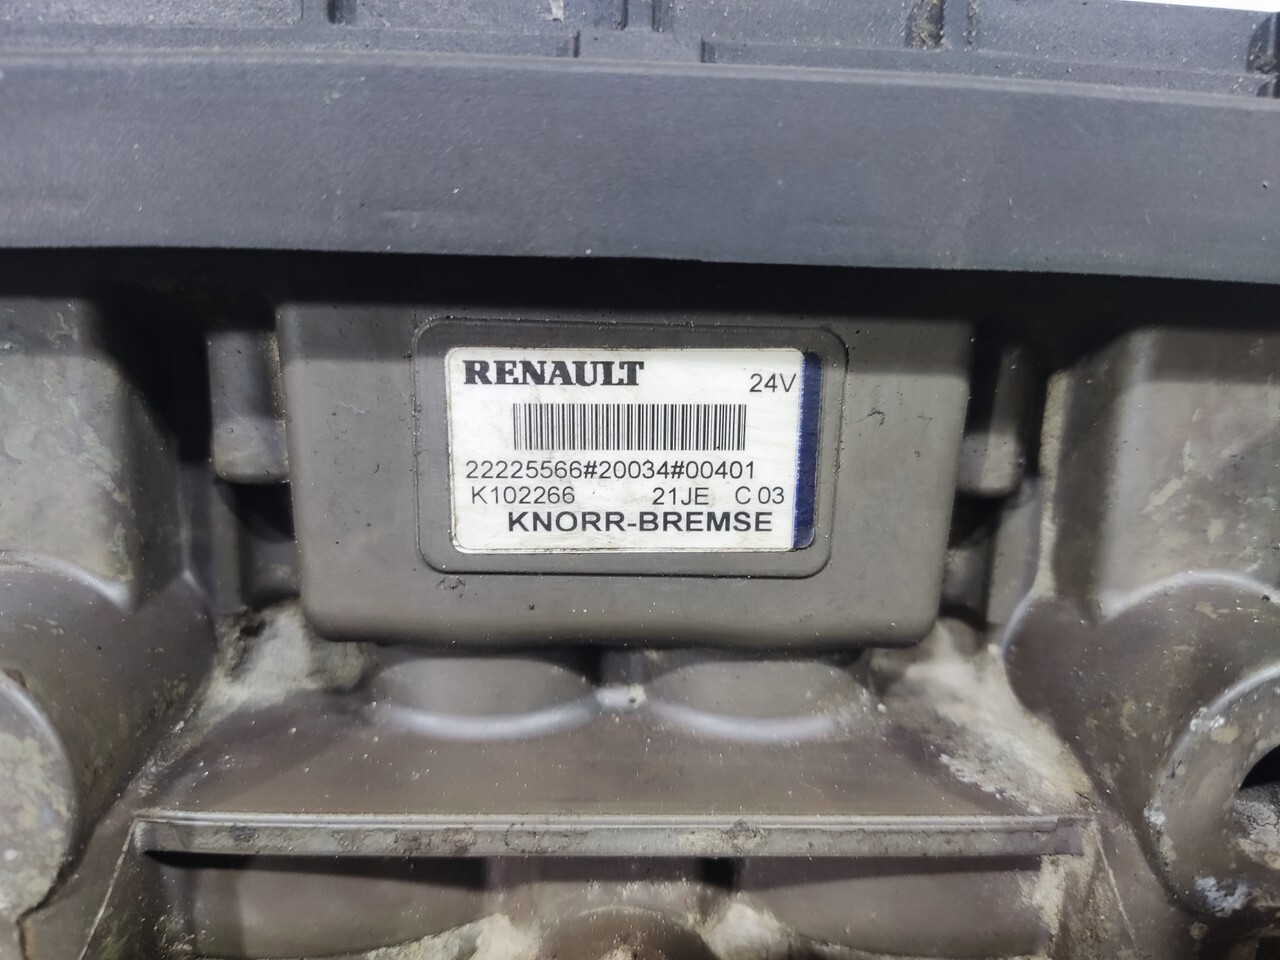 RENAULT
24V
22225566#20034#00401
K102266 21JE C 03
KNORR-BREMSE